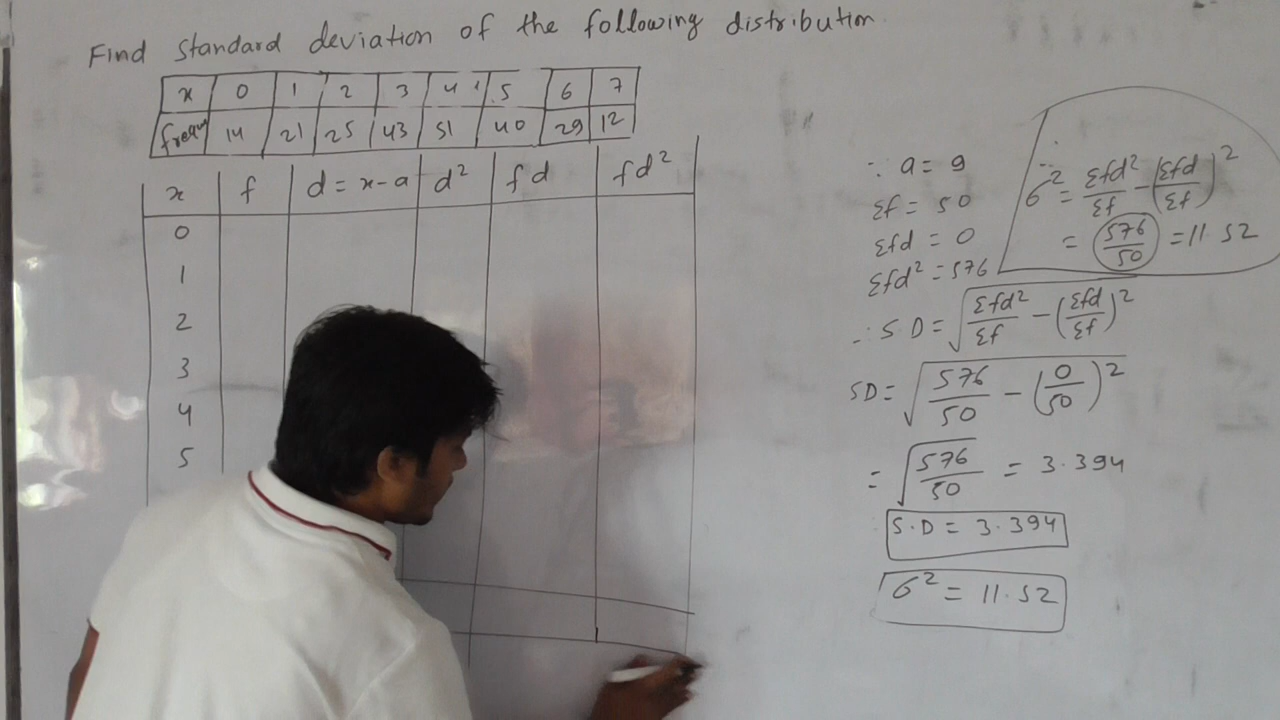 Find standard deviation of the following distribution.
x 0 1 2 3 4 5 6 7
frequ 14 21 25 43 51 40 29 12
x f d = x-a d² fd fd²
0
1
2
3
4
5
∵ a = 9
Σf = 50
Σfd = 0
Σfd² = 576
∴ S D = √(Σfd²/Σf - (Σfd/Σf)²)
SD = √(576/50 - (0/50)²)
= √(576/50) = 3.394
S.D = 3.394
σ² = 11.52
∵ σ² = Σfd²/Σf - (Σfd/Σf)²
= 576/50 = 11.52